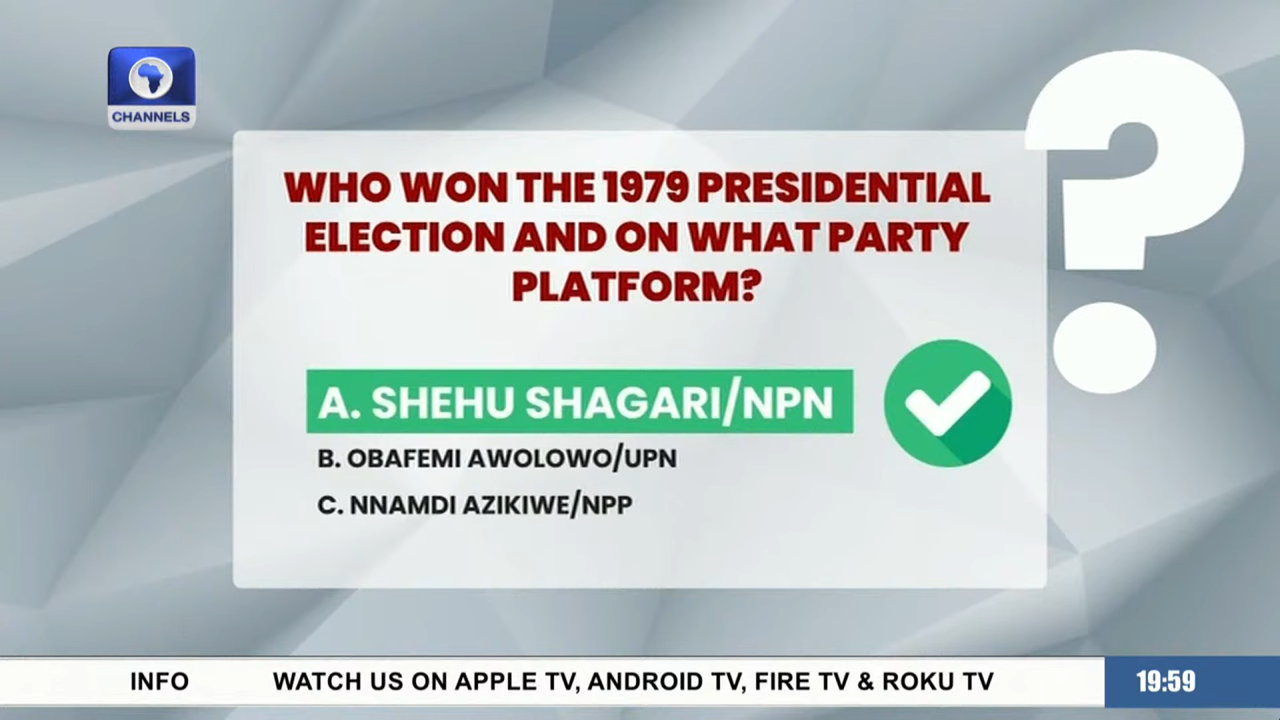 CHANNELS
WHO WON THE 1979 PRESIDENTIAL
ELECTION AND ON WHAT PARTY
PLATFORM?
A. SHEHU SHAGARI/NPN
B. OBAFEMI AWOLOWO/UPN
C. NNAMDI AZIKIWE/NPP
INFO WATCH US ON APPLE TV, ANDROID TV, FIRE TV & ROKU TV 19:59